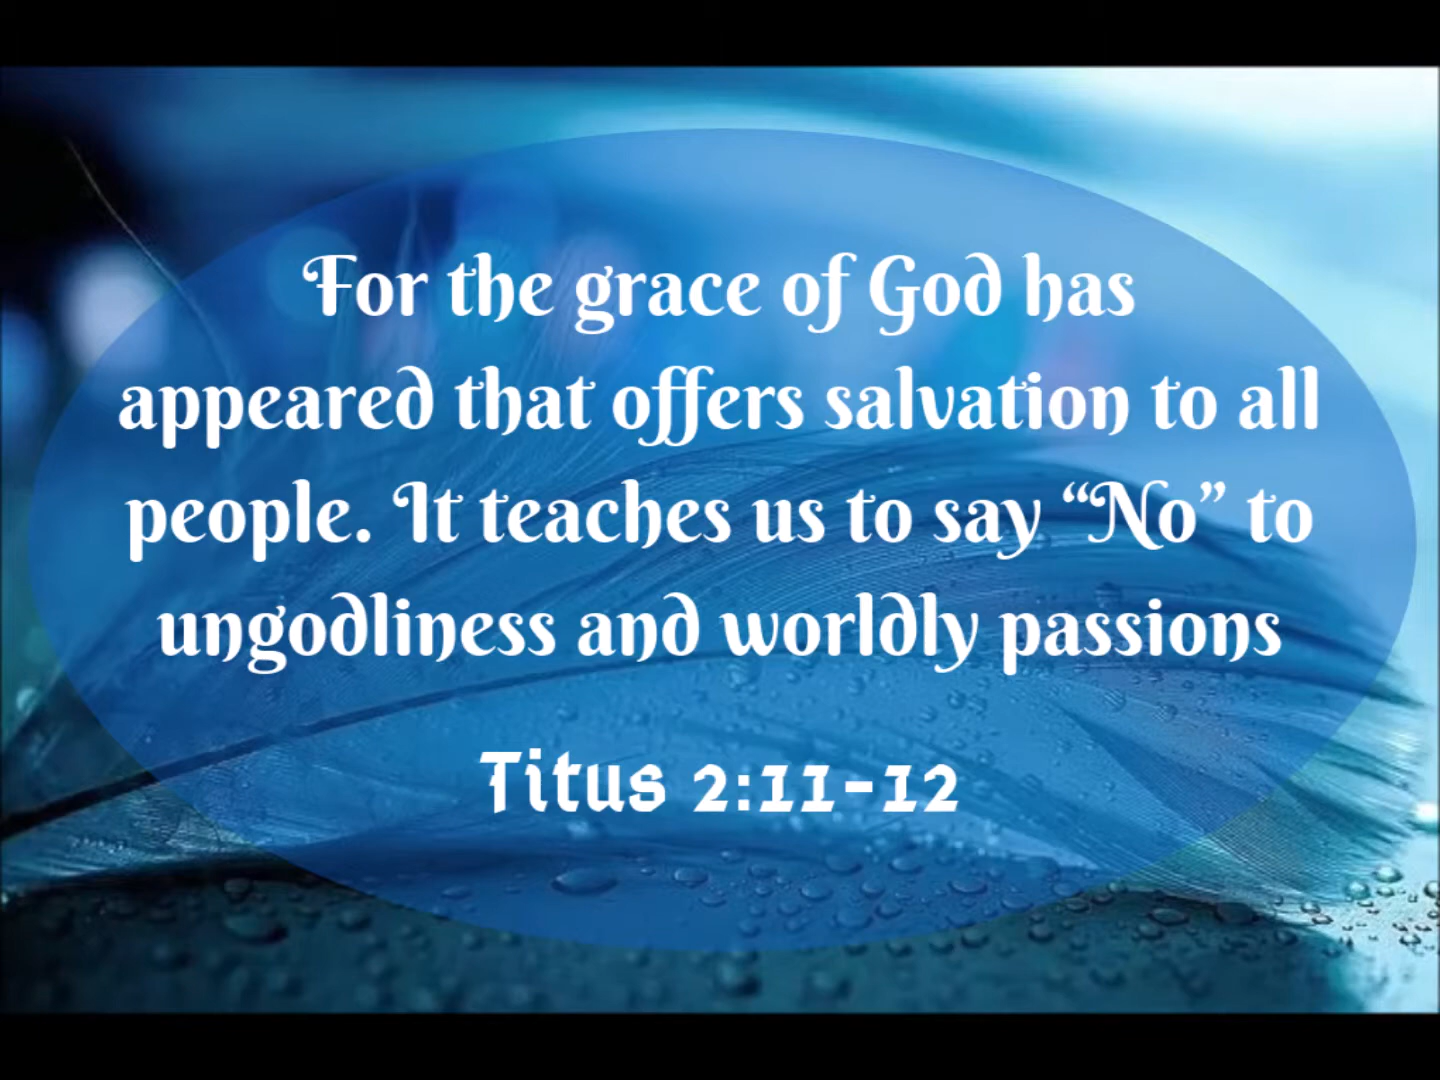 For the grace of God has
appeared that offers salvation to all
people. It teaches us to say “No” to
ungodliness and worldly passions
Titus 2:11-12